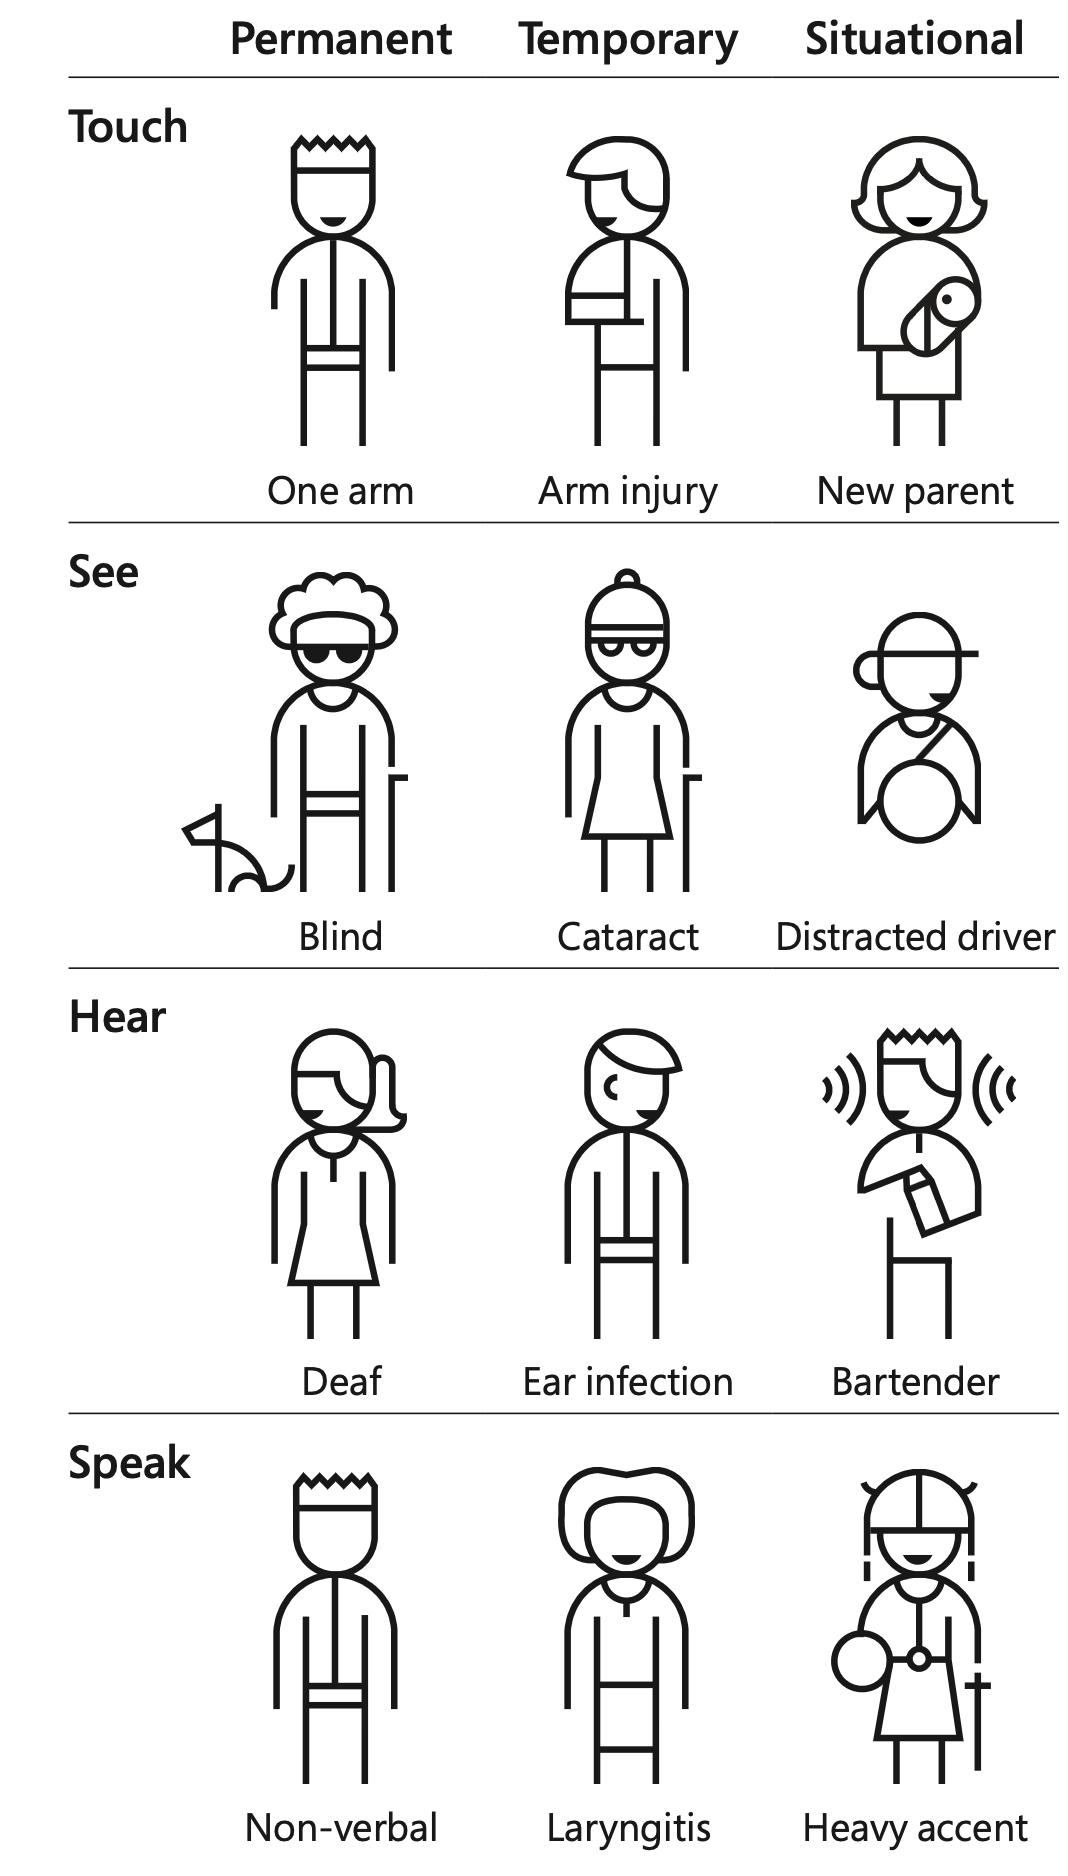 Permanent Temporary Situational
Touch
One arm Arm injury New parent
See
Blind Cataract Distracted driver
Hear
Deaf Ear infection Bartender
Speak
Non-verbal Laryngitis Heavy accent